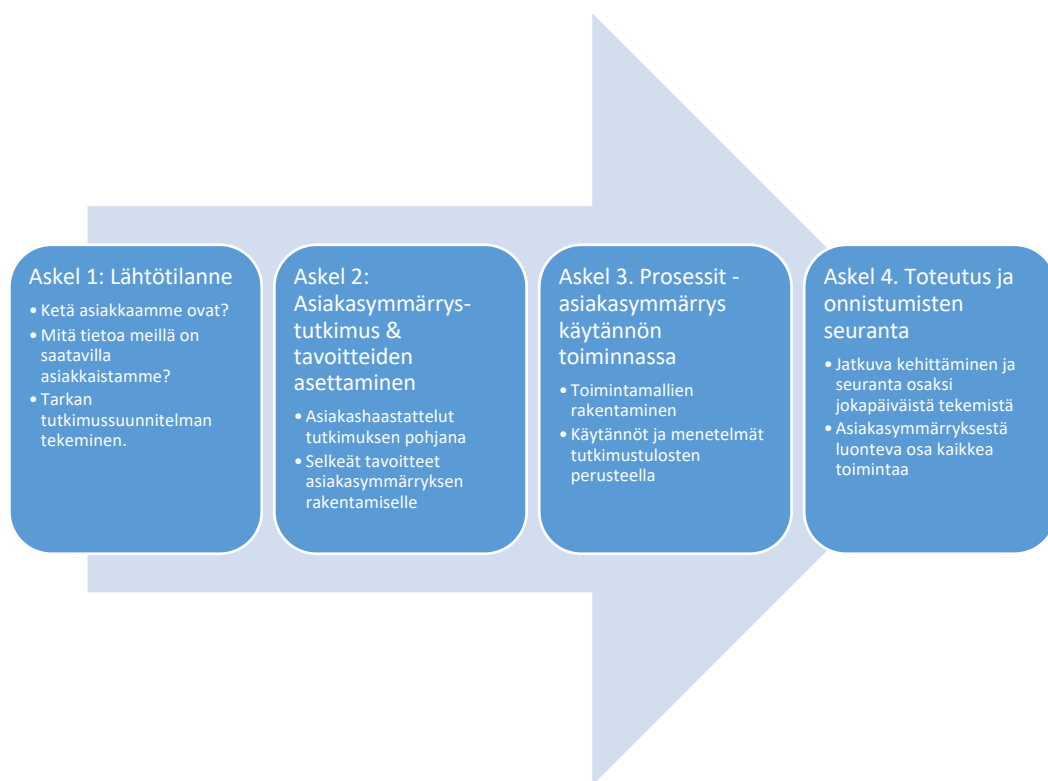 Askel 1: Lähtötilanne
• Ketä asiakkaamme ovat?
• Mitä tietoa meillä on
saatavilla
asiakkaistamme?
• Tarkan
tutkimussuunnitelman
tekeminen.
Askel 2:
Asiakasymmärrys-
tutkimus &
tavoitteiden
asettaminen
• Asiakashaastattelut
tutkimuksen pohjana
• Selkeät tavoitteet
asiakasymmärryksen
rakentamiselle
Askel 3. Prosessit -
asiakasymmärrys
käytännön
toiminnassa
• Toimintamallien
rakentaminen
• Käytännöt ja menetelmät
tutkimustulosten
perusteella
Askel 4. Toteutus ja
onnistumisten
seuranta
• Jatkuva kehittäminen ja
seuranta osaksi
jokapäiväistä tekemistä
• Asiakasymmärryksestä
luonteva osa kaikkea
toimintaa